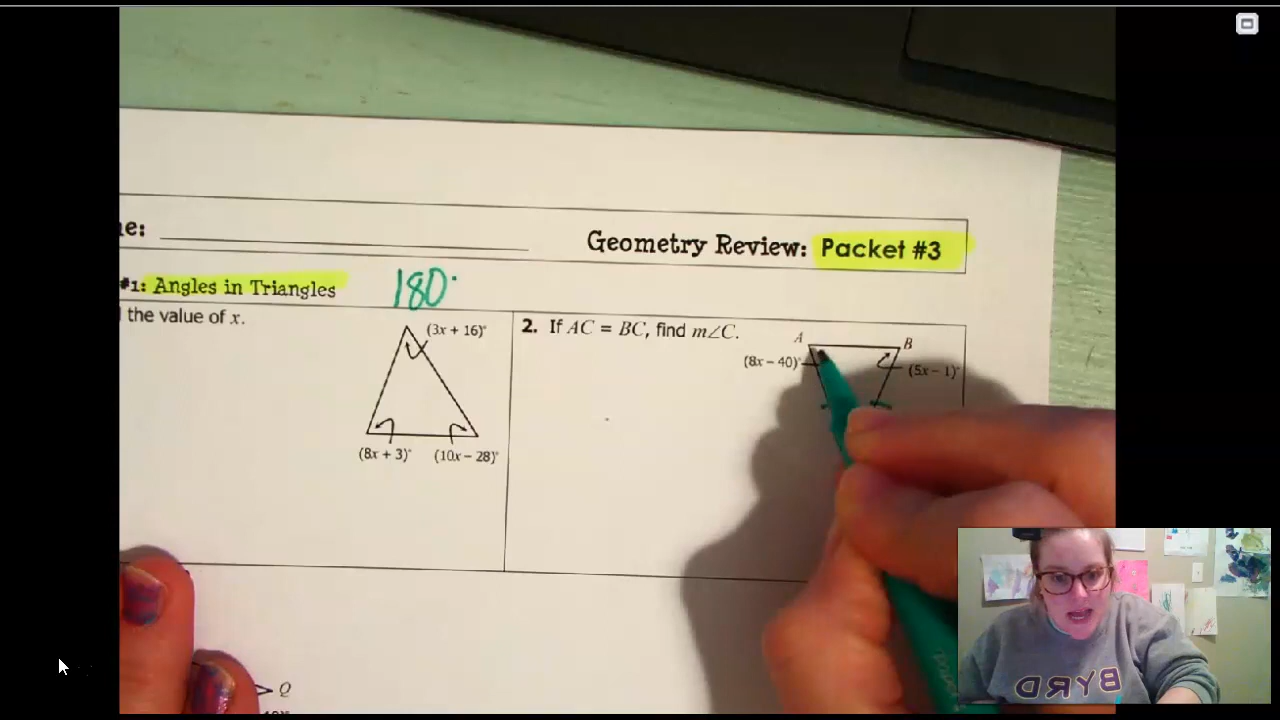 e: ____
Geometry Review: Packet #3
#1: Angles in Triangles
180°
the value of x.
(3x + 16)°
(8x + 3)°
(10x – 28)°
2. If AC = BC, find m∠C.
A
B
(8x – 40)°
(5x – 1)°
Q
BYRD